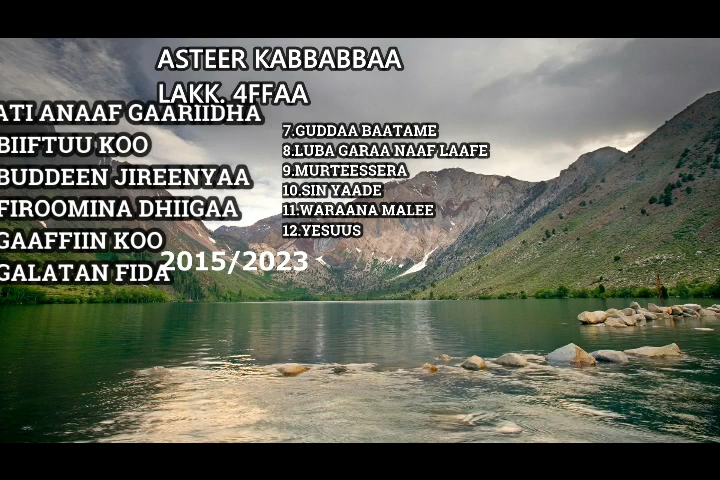 ASTEER KABBABBAA
LAKK. 4FFAA
ATI ANAAF GAARIIDHA
BIIFTUU KOO
BUDDEEN JIREENYAA
FIROOMINA DHIIGAA
GAAFFIIN KOO
GALATAN FIDA
7.GUDDAA BAATAME
8.LUBA GARAA NAAF LAAFE
9.MURTEESSERA
10.SIN YAADE
11.WARAANA MALEE
12.YESUUS
2015/2023